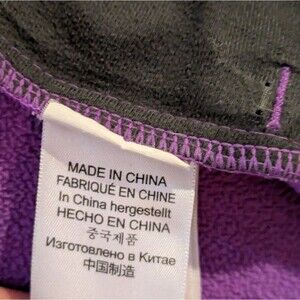 MADE IN CHINA
FABRIQUÉ EN CHINE
In China hergestellt
HECHO EN CHINA
중국제품
Изготовлено в Китае
中国制造